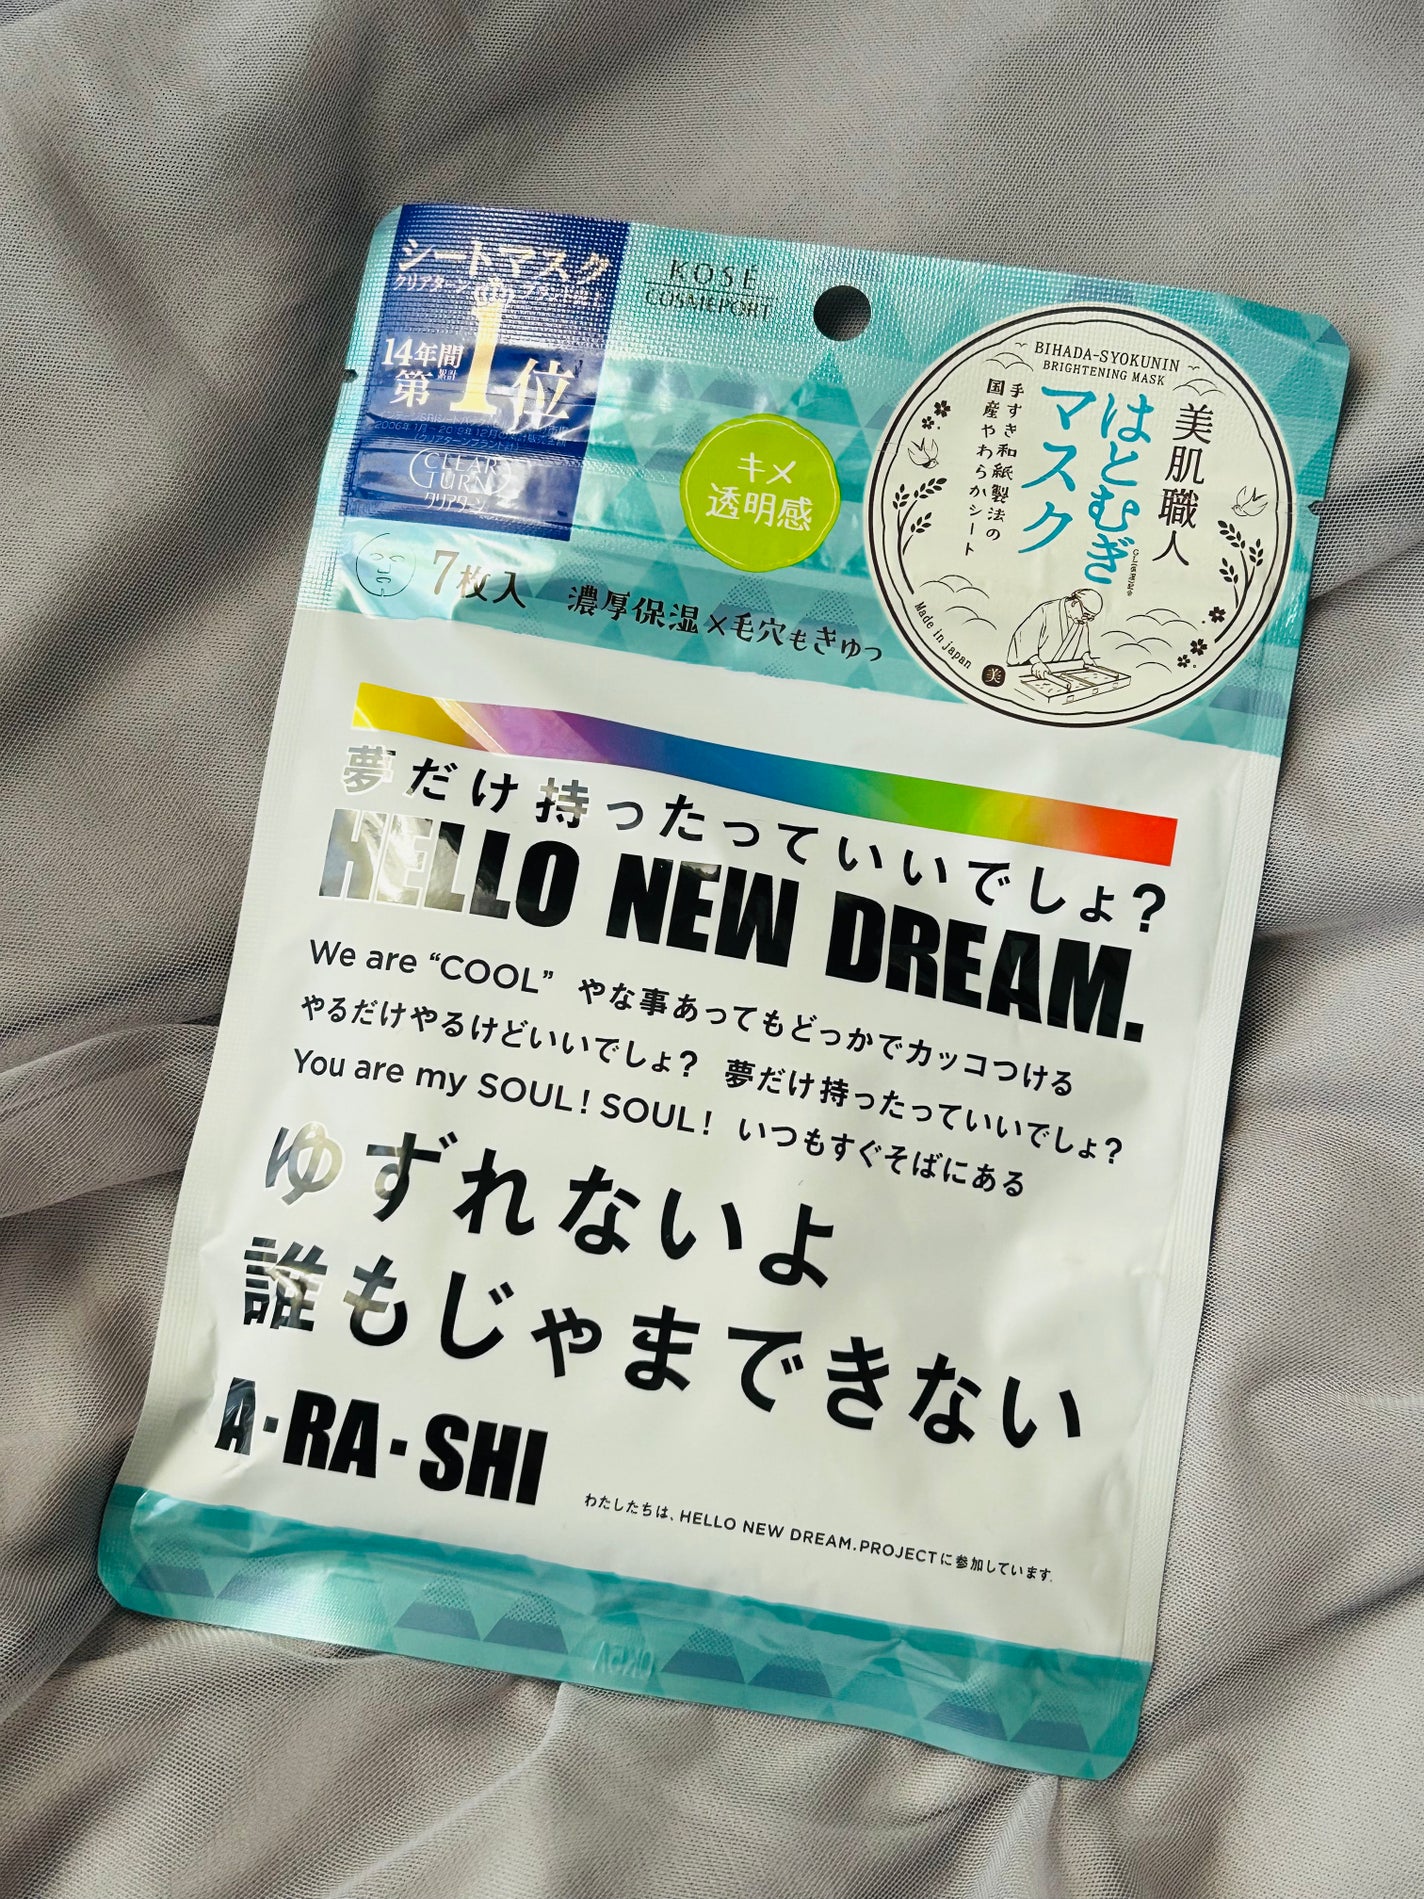 シートマスク
クリアターン
14年間
累計
第1位
CLEAR
TURN
クリアターン
KOSÉ
COSMEPORT
キメ
透明感
BIHADA-SYOKUNIN
BRIGHTENING MASK
美肌職人
はとむぎ
マスク
手すき和紙製法の
国産やわらかシート
Made in japan
美
7枚入
濃厚保湿×毛穴もきゅっ
夢だけ持ったっていいでしょ?
HELLO NEW DREAM.
We are “COOL” やな事あってもどっかでカッコつける
やるだけやるけどいいでしょ? 夢だけ持ったっていいでしょ?
You are my SOUL! SOUL! いつもすぐそばにある
ゆずれないよ
誰もじゃまできない
A・RA・SHI
わたしたちは、HELLO NEW DREAM.PROJECTに参加しています。